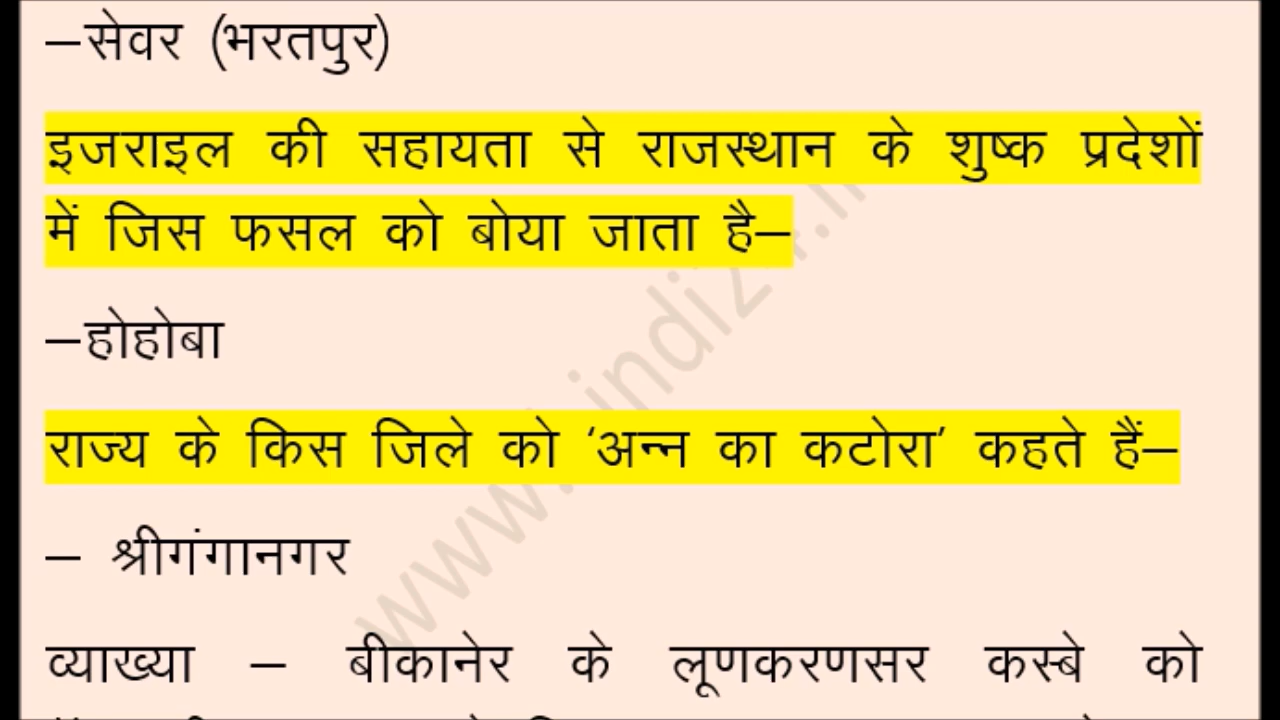 –सेवर (भरतपुर)
इजराइल की सहायता से राजस्थान के शुष्क प्रदेशों
में जिस फसल को बोया जाता है–
–होहोबा
राज्य के किस जिले को ‘अन्न का कटोरा’ कहते हैं–
– श्रीगंगानगर
व्याख्या – बीकानेर के लूणकरणसर कस्बे को